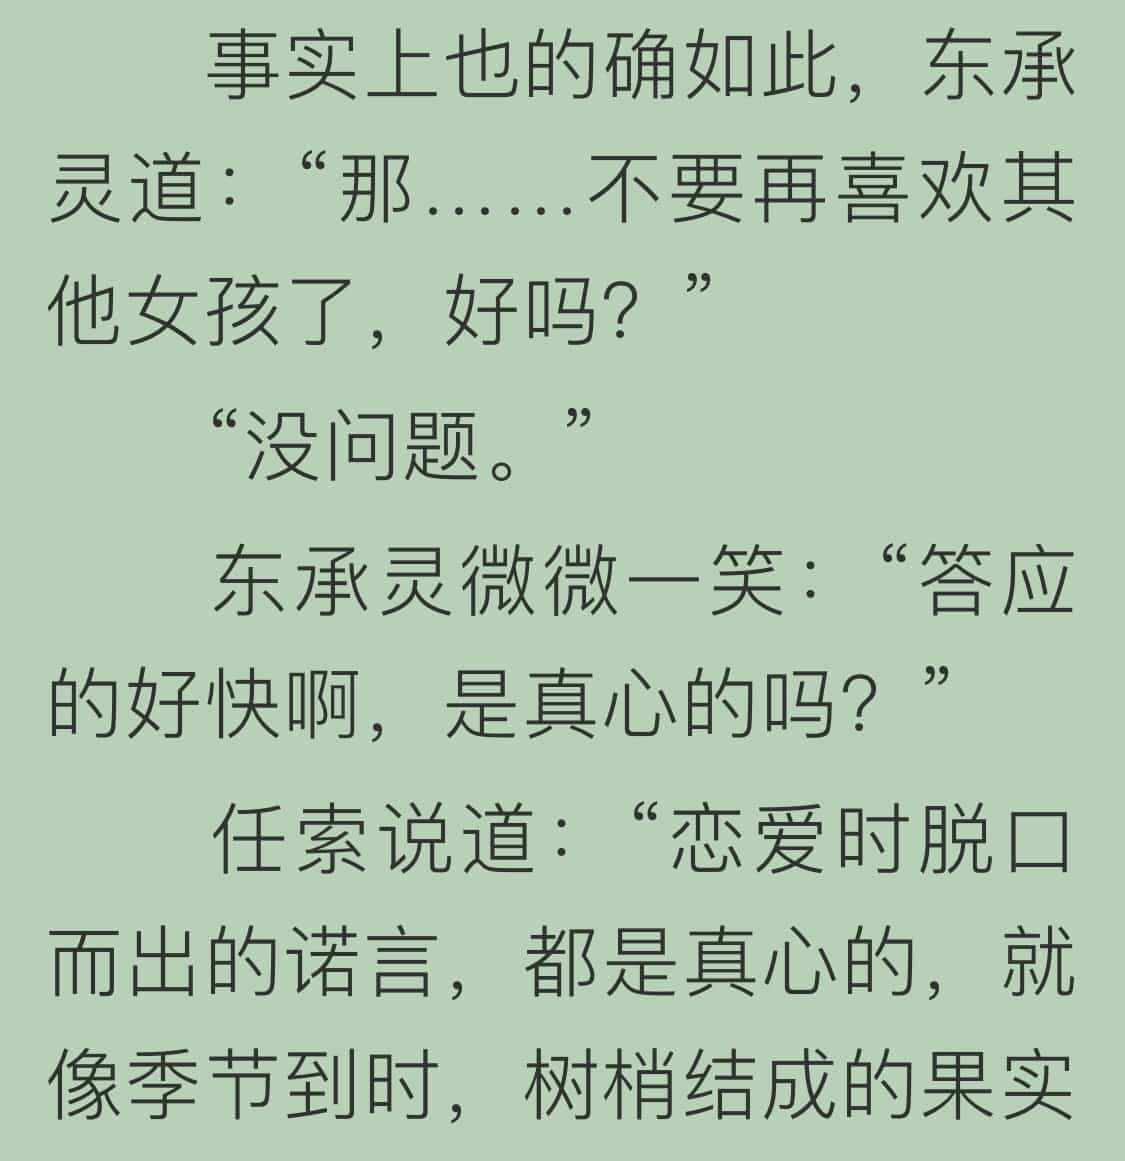 事实上也的确如此，东承
灵道：“那……不要再喜欢其
他女孩了，好吗？”
“没问题。”
东承灵微微一笑：“答应
的好快啊，是真心的吗？”
任索说道：“恋爱时脱口
而出的诺言，都是真心的，就
像季节到时，树梢结成的果实